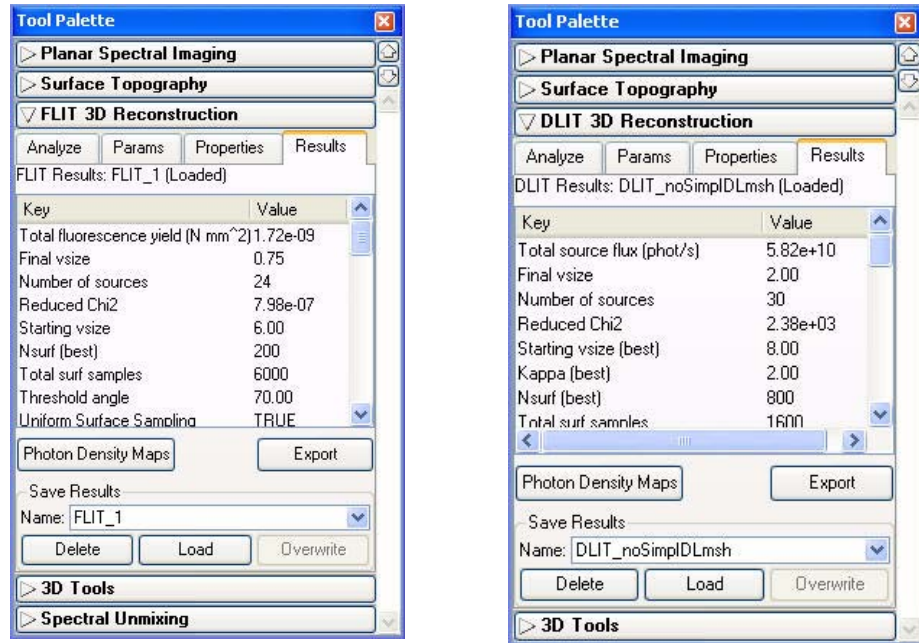 Tool Palette
Planar Spectral Imaging
Surface Topography
FLIT 3D Reconstruction
Analyze Params Properties Results
FLIT Results: FLIT_1 (Loaded)
Key Value
Total fluorescence yield (N mm^2) 1.72e-09
Final vsize 0.75
Number of sources 24
Reduced Chi2 7.98e-07
Starting vsize 6.00
Nsurf (best) 200
Total surf samples 6000
Threshold angle 70.00
Uniform Surface Sampling TRUE
Photon Density Maps Export
Save Results
Name: FLIT_1
Delete Load Overwrite
3D Tools
Spectral Unmixing
Tool Palette
Planar Spectral Imaging
Surface Topography
DLIT 3D Reconstruction
Analyze Params Properties Results
DLIT Results: DLIT_noSimpIDLmsh (Loaded)
Key Value
Total source flux (phot/s) 5.82e+10
Final vsize 2.00
Number of sources 30
Reduced Chi2 2.38e+03
Starting vsize (best) 8.00
Kappa (best) 2.00
Nsurf (best) 800
Total surf samples 1600
Photon Density Maps Export
Save Results
Name: DLIT_noSimpIDLmsh
Delete Load Overwrite
3D Tools